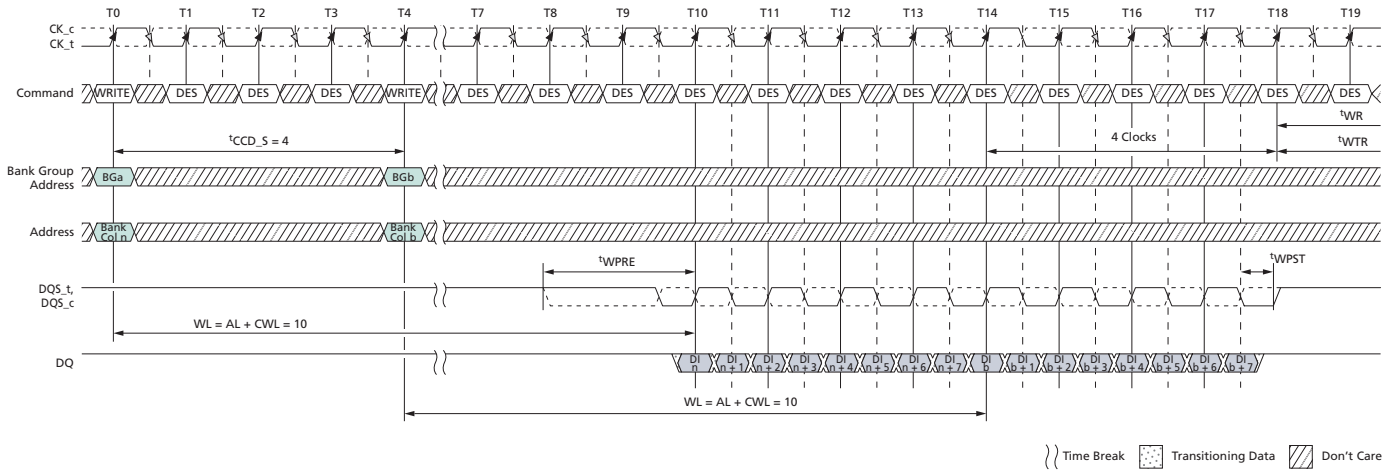 T0 T1 T2 T3 T4 T7 T8 T9 T10 T11 T12 T13 T14 T15 T16 T17 T18 T19
CK_c
CK_t
Command WRITE DES DES DES WRITE DES DES DES DES DES DES DES DES DES DES DES DES DES
tWR
tCCD_S = 4
4 Clocks
tWTR
Bank Group
Address
BGa BGb
Address
Bank
Col n
Bank
Col b
tWPRE
tWPST
DQS_t,
DQS_c
WL = AL + CWL = 10
DQ
DI
n
DI
n + 1
DI
n + 2
DI
n + 3
DI
n + 4
DI
n + 5
DI
n + 6
DI
n + 7
DI
b
DI
b + 1
DI
b + 2
DI
b + 3
DI
b + 4
DI
b + 5
DI
b + 6
DI
b + 7
WL = AL + CWL = 10
Time Break Transitioning Data Don't Care